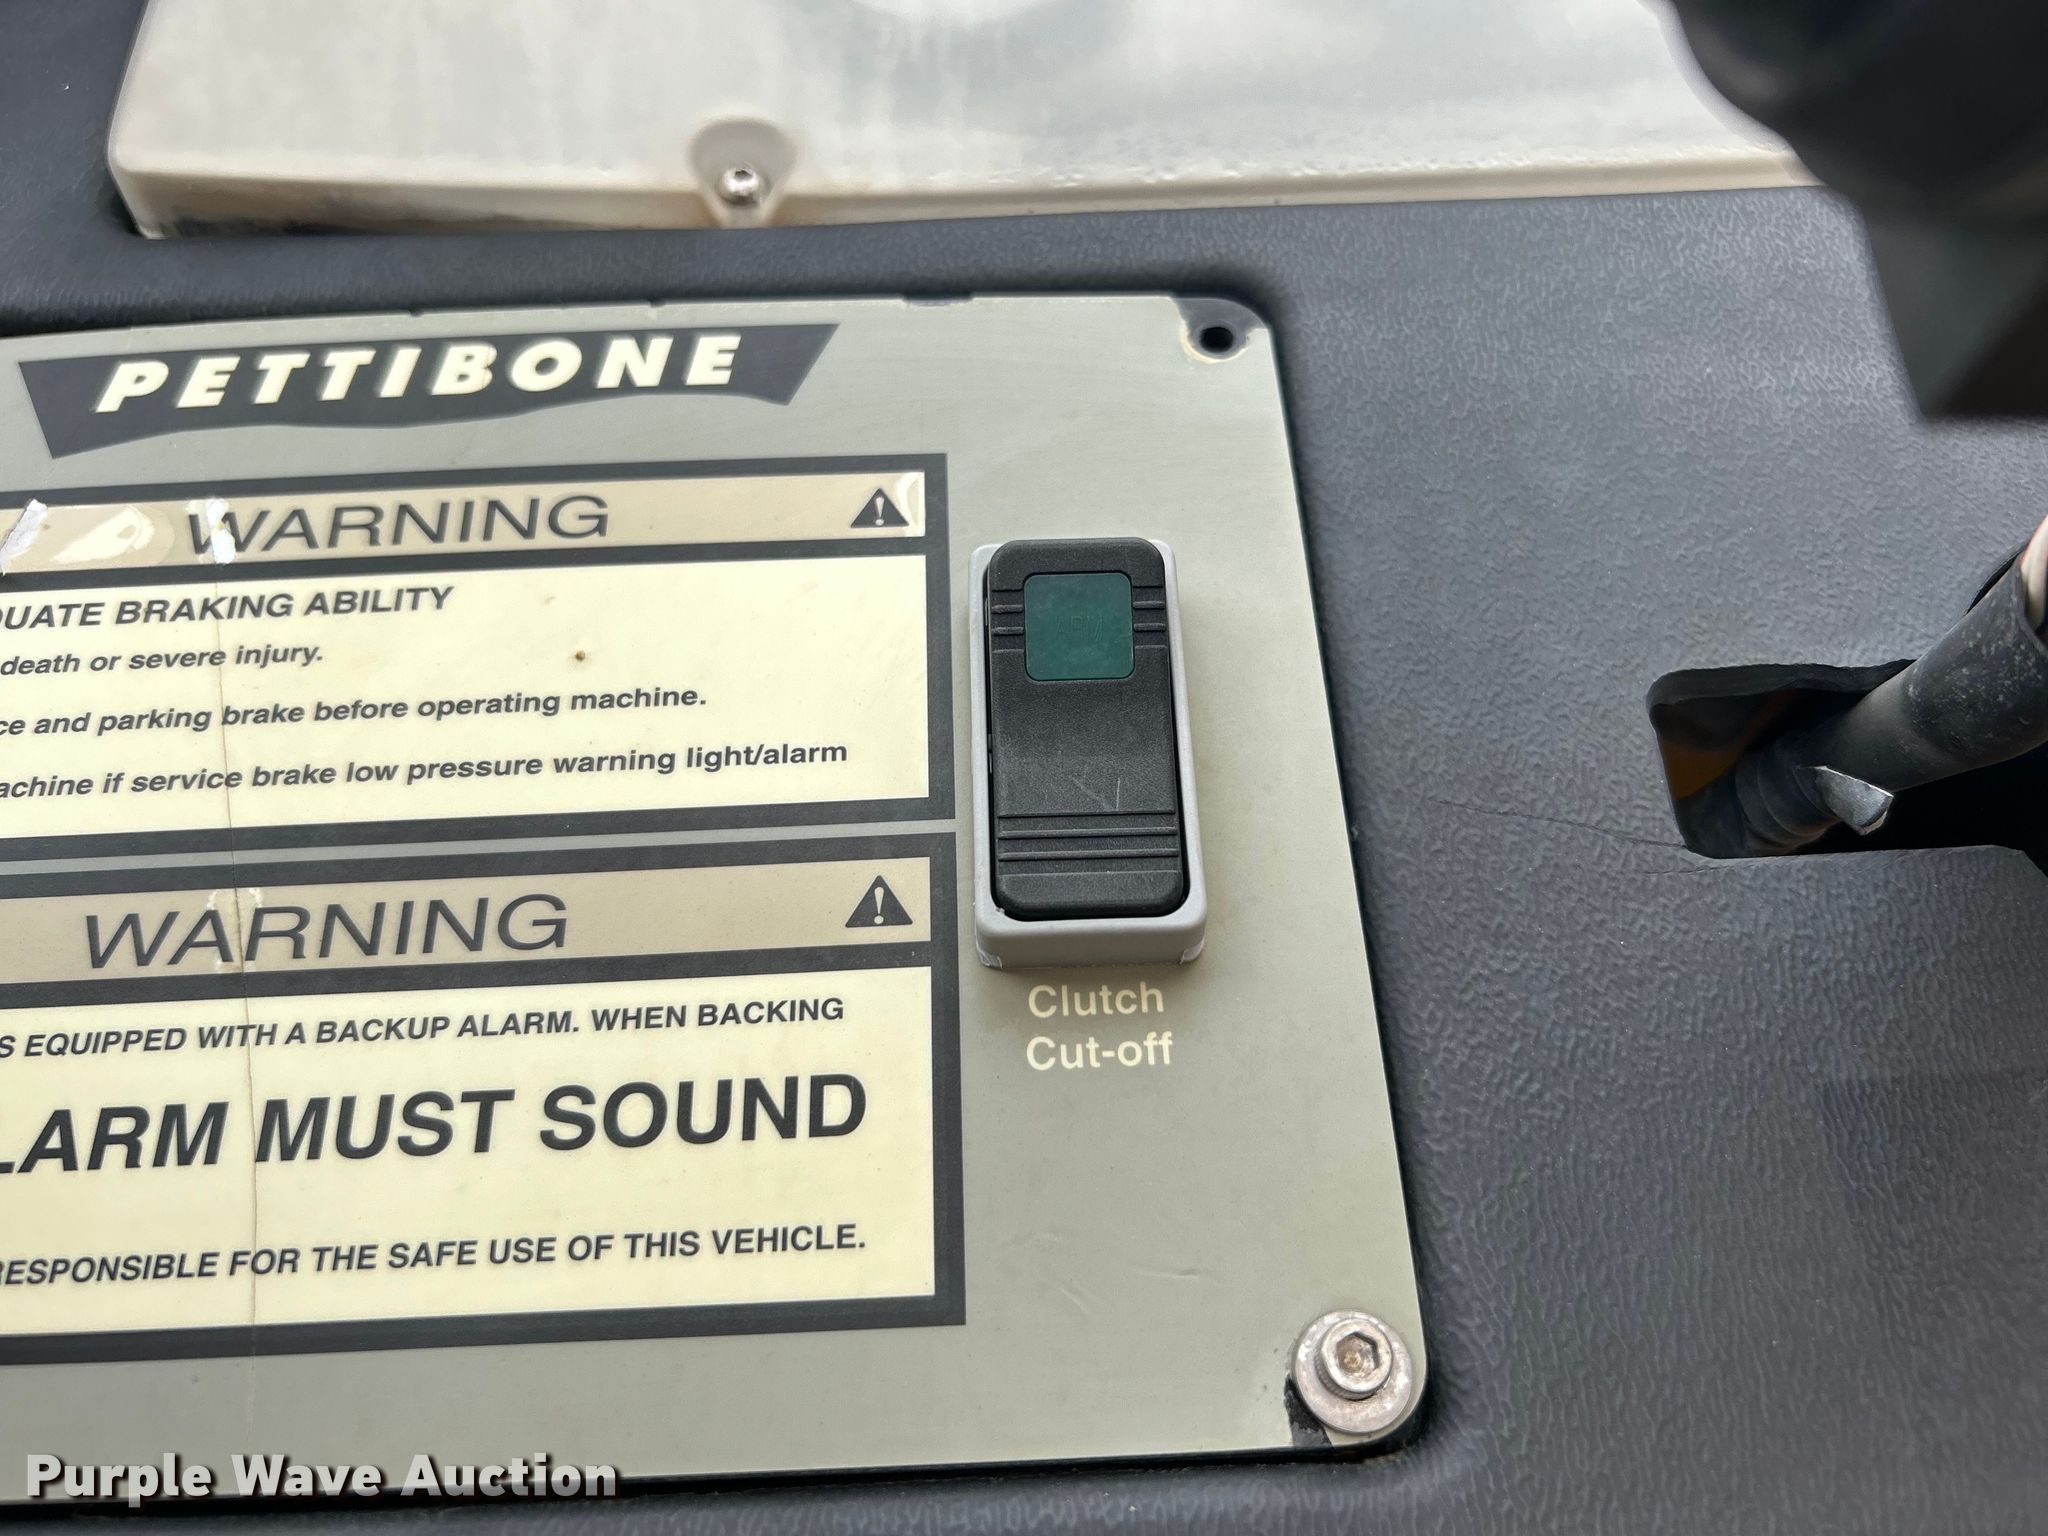 PETTIBONE
WARNING
QUATE BRAKING ABILITY
death or severe injury.
ce and parking brake before operating machine.
achine if service brake low pressure warning light/alarm
WARNING
S EQUIPPED WITH A BACKUP ALARM. WHEN BACKING
LARM MUST SOUND
RESPONSIBLE FOR THE SAFE USE OF THIS VEHICLE.
Clutch
Cut-off
Purple Wave Auction